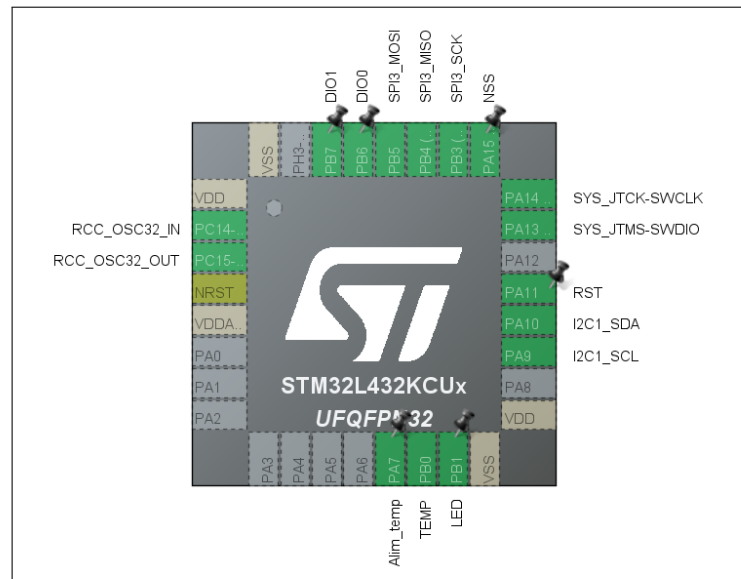 DIO1
DIO0
SPI3_MOSI
SPI3_MISO
SPI3_SCK
NSS
VSS
PH3-..
PB7
PB6
PB5
PB4 (...
PB3 (...
PA15 ..
VDD
RCC_OSC32_IN PC14-..
RCC_OSC32_OUT PC15-..
NRST
VDDA..
PA0
PA1
PA2
PA14 .. SYS_JTCK-SWCLK
PA13 .. SYS_JTMS-SWDIO
PA12
PA11 RST
PA10 I2C1_SDA
PA9 I2C1_SCL
PA8
VDD
STM32L432KCUx
UFQFPN32
PA3
PA4
PA5
PA6
PA7
PB0
PB1
VSS
Alim_temp
TEMP
LED